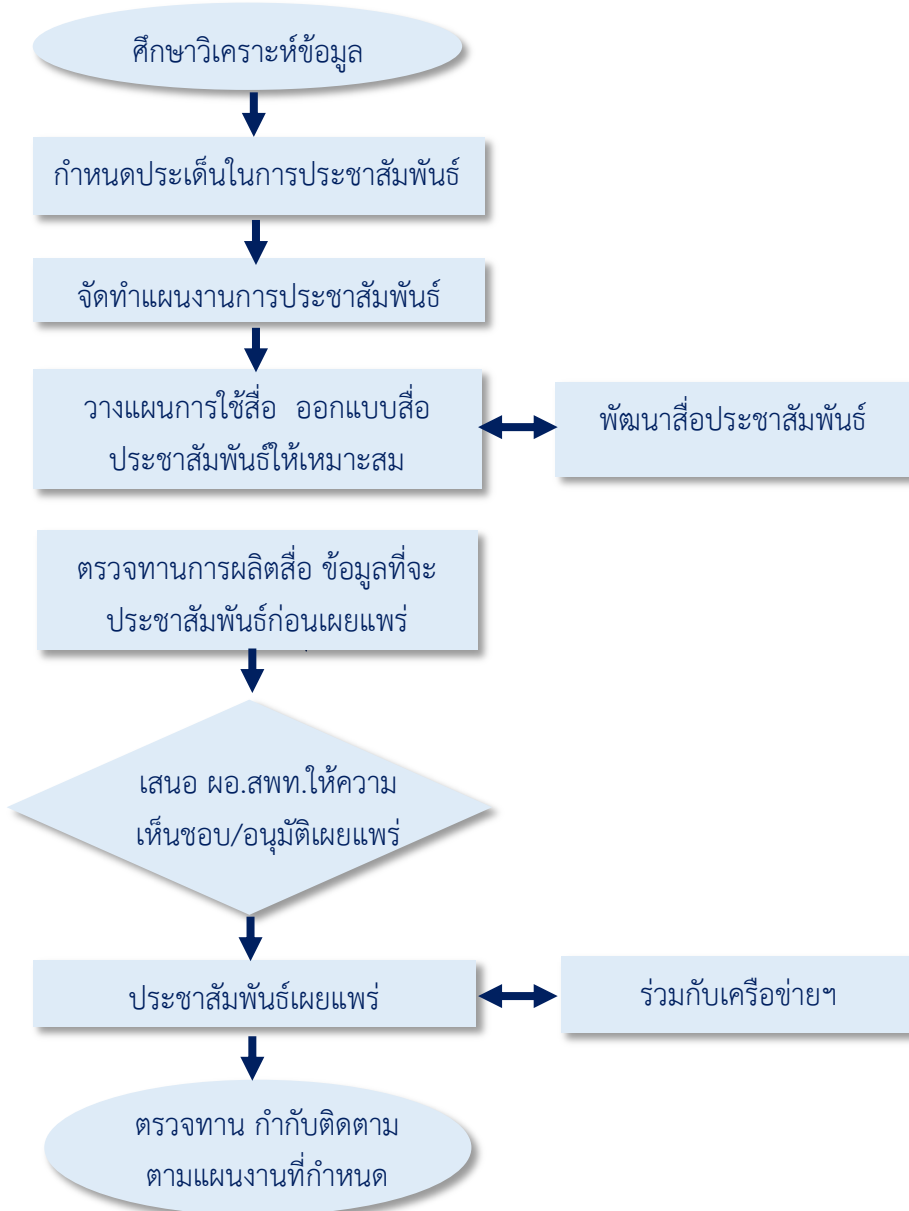 ศึกษาวิเคราะห์ข้อมูล
กำหนดประเด็นในการประชาสัมพันธ์
จัดทำแผนงานการประชาสัมพันธ์
วางแผนการใช้สื่อ ออกแบบสื่อ
ประชาสัมพันธ์ให้เหมาะสม
พัฒนาสื่อประชาสัมพันธ์
ตรวจทานการผลิตสื่อ ข้อมูลที่จะ
ประชาสัมพันธ์ก่อนเผยแพร่
เสนอ ผอ.สพท.ให้ความ
เห็นชอบ/อนุมัติเผยแพร่
ประชาสัมพันธ์เผยแพร่
ร่วมกับเครือข่ายฯ
ตรวจทาน กำกับติดตาม
ตามแผนงานที่กำหนด